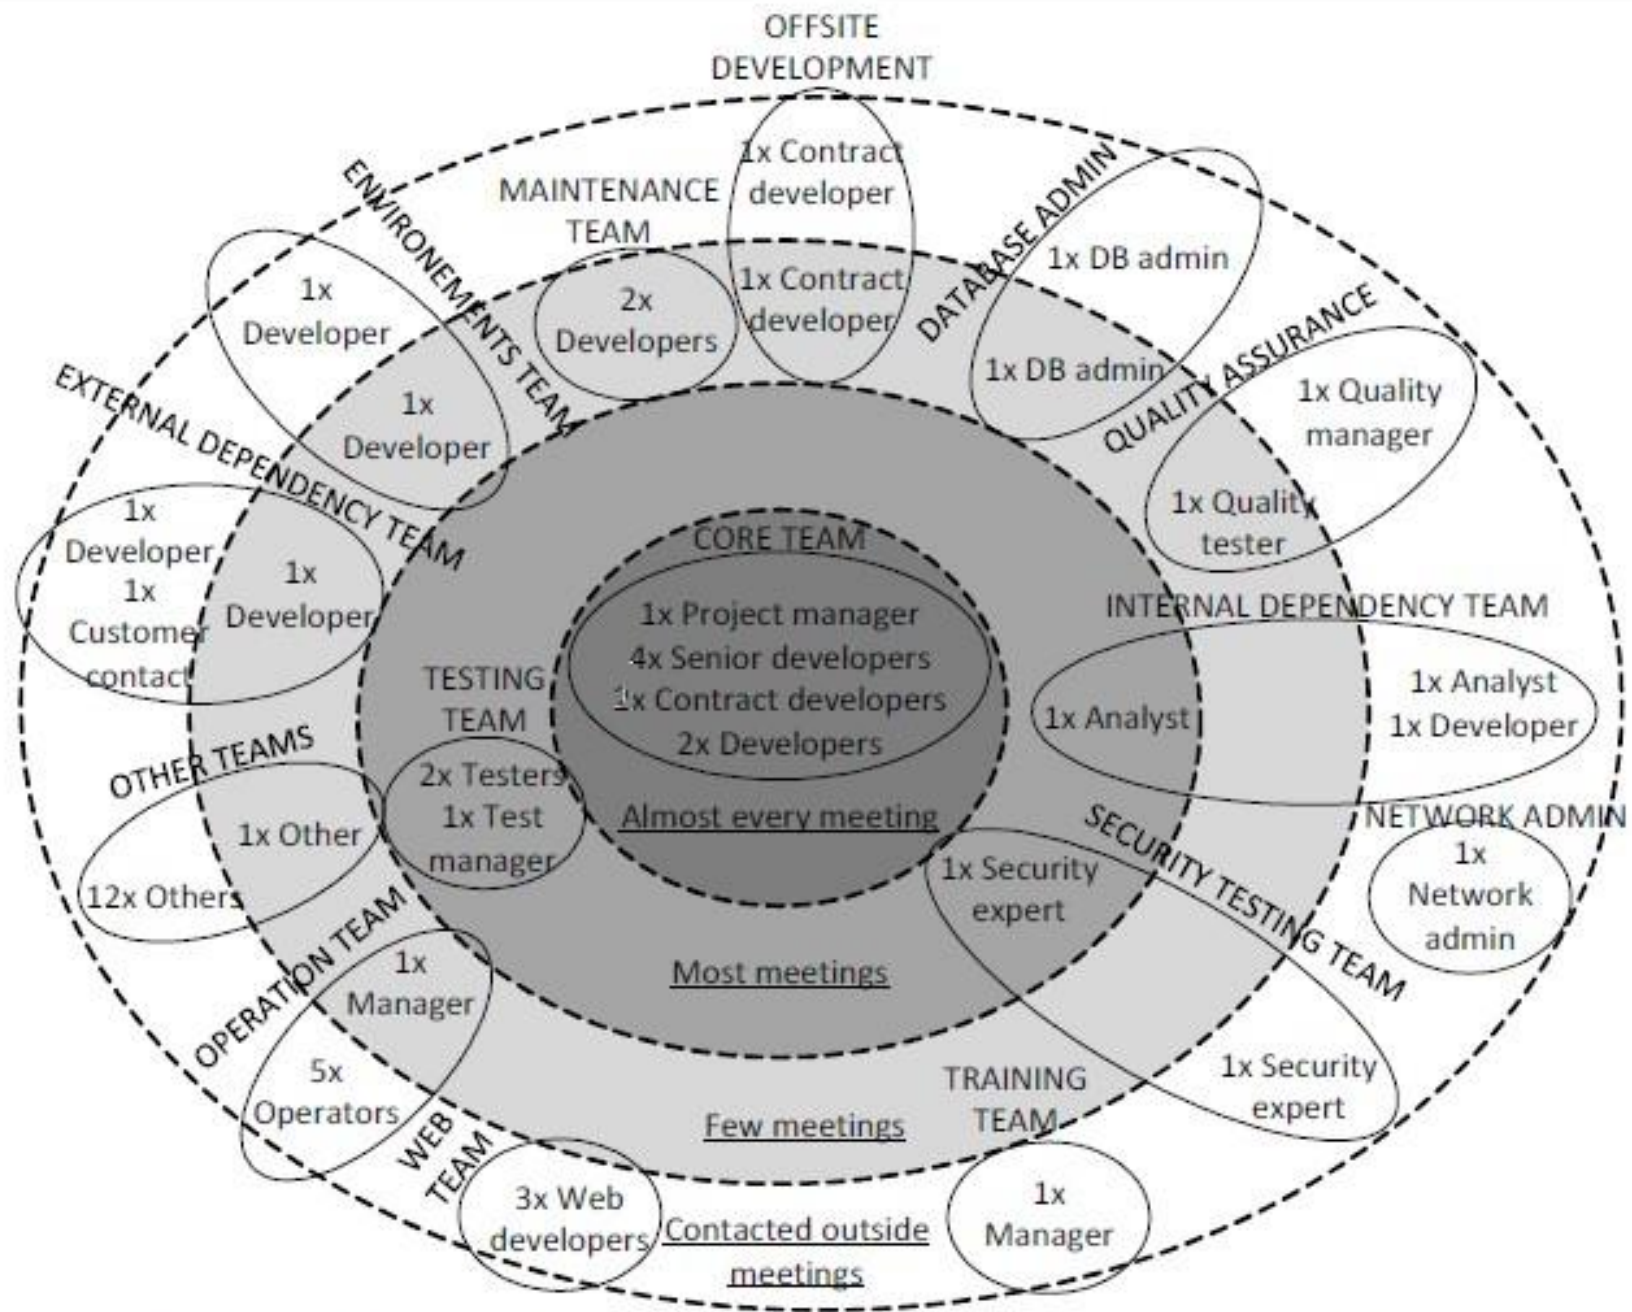 OFFSITE
DEVELOPMENT
1x Contract
developer
1x Contract
developer
MAINTENANCE
TEAM
2x
Developers
ENVIRONEMENTS TEAM
1x
Developer
1x
Developer
DATABASE ADMIN
1x DB admin
1x DB admin
QUALITY ASSURANCE
1x Quality
manager
1x Quality
tester
EXTERNAL DEPENDENCY TEAM
1x
Developer
1x
Customer
contact
1x
Developer
CORE TEAM
1x Project manager
4x Senior developers
Contract developers
2x Developers
Almost every meeting
INTERNAL DEPENDENCY TEAM
1x Analyst
1x Analyst
1x Developer
TESTING
TEAM
2x Testers
1x Test
manager
OTHER TEAMS
1x Other
12x Others
NETWORK ADMIN
1x
Network
admin
SECURITY TESTING TEAM
1x Security
expert
1x Security
expert
OPERATION TEAM
1x
Manager
5x
Operators
Most meetings
WEB
TEAM
3x Web
developers
Few meetings
TRAINING
TEAM
1x
Manager
Contacted outside
meetings